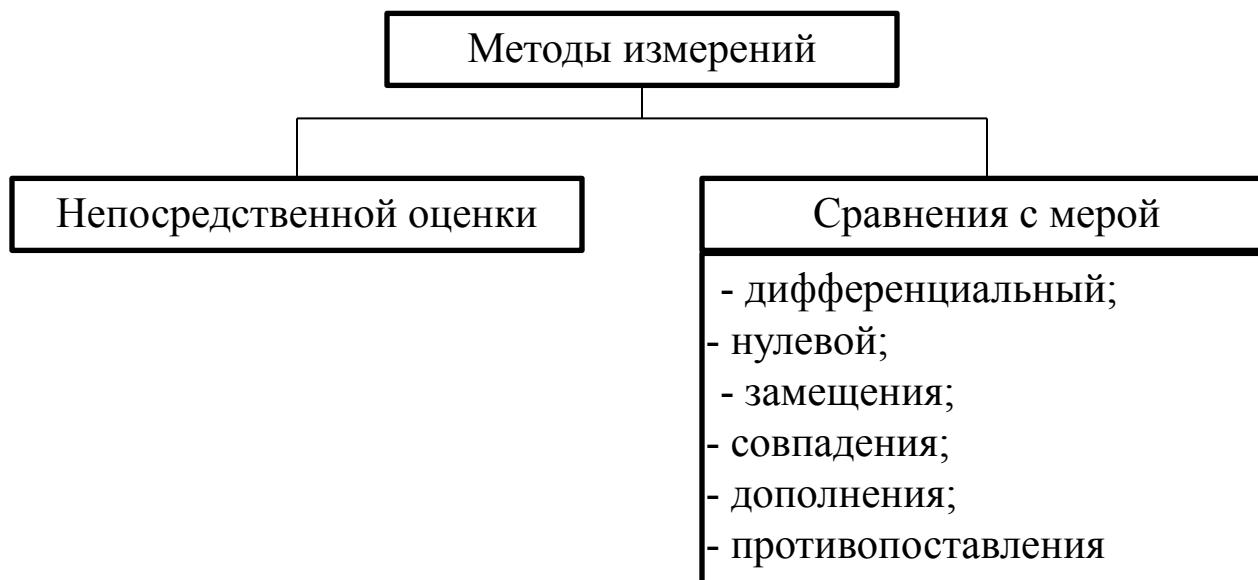 Методы измерений
Непосредственной оценки
Сравнения с мерой
- дифференциальный;
- нулевой;
- замещения;
- совпадения;
- дополнения;
- противопоставления